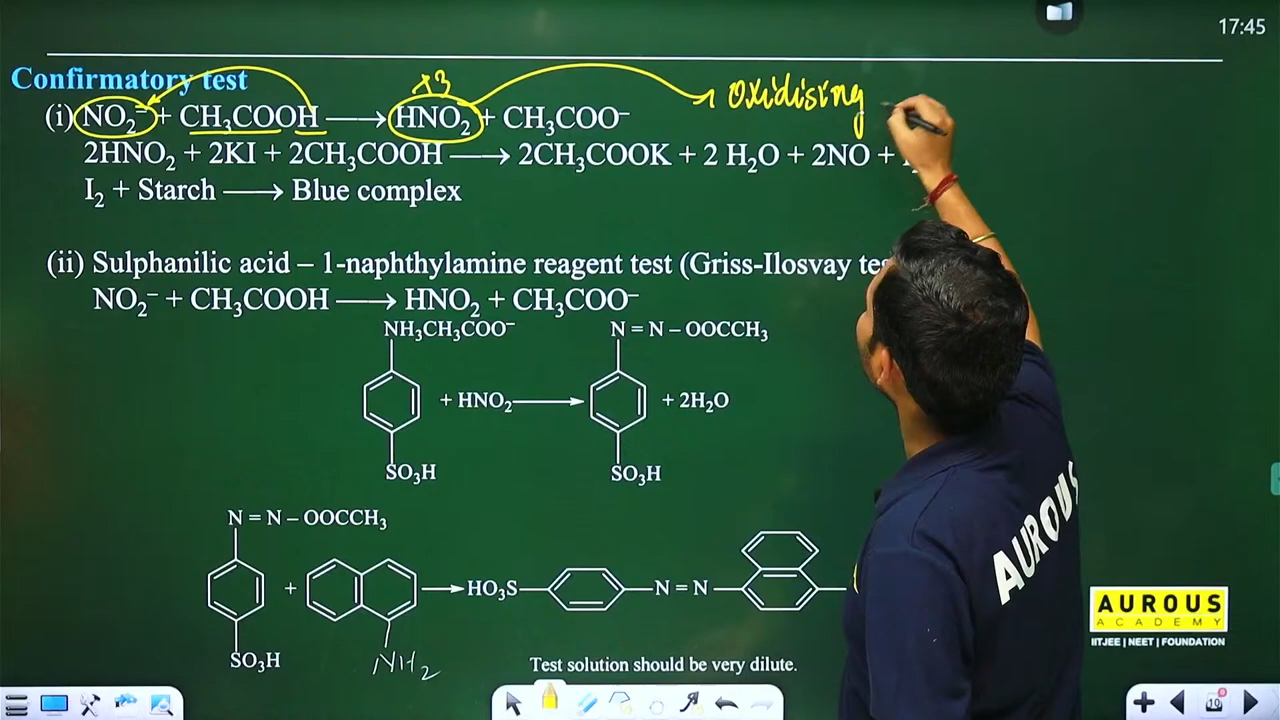 17:45
Confirmatory test
×3
Oxidising
(i) NO₂⁻ + CH₃COOH ⟶ HNO₂ + CH₃COO⁻
2HNO₂ + 2KI + 2CH₃COOH ⟶ 2CH₃COOK + 2 H₂O + 2NO +
I₂ + Starch ⟶ Blue complex
(ii) Sulphanilic acid – 1-naphthylamine reagent test (Griss-Ilosvay te
NO₂⁻ + CH₃COOH ⟶ HNO₂ + CH₃COO⁻
NH₃CH₃COO⁻ N = N – OOCCH₃
+ HNO₂ ⟶ + 2H₂O
SO₃H SO₃H
N = N – OOCCH₃
+ ⟶ HO₃S N = N
SO₃H NH₂
Test solution should be very dilute.
AUROUS
AUROUS
ACADEMY
IITJEE | NEET | FOUNDATION
10